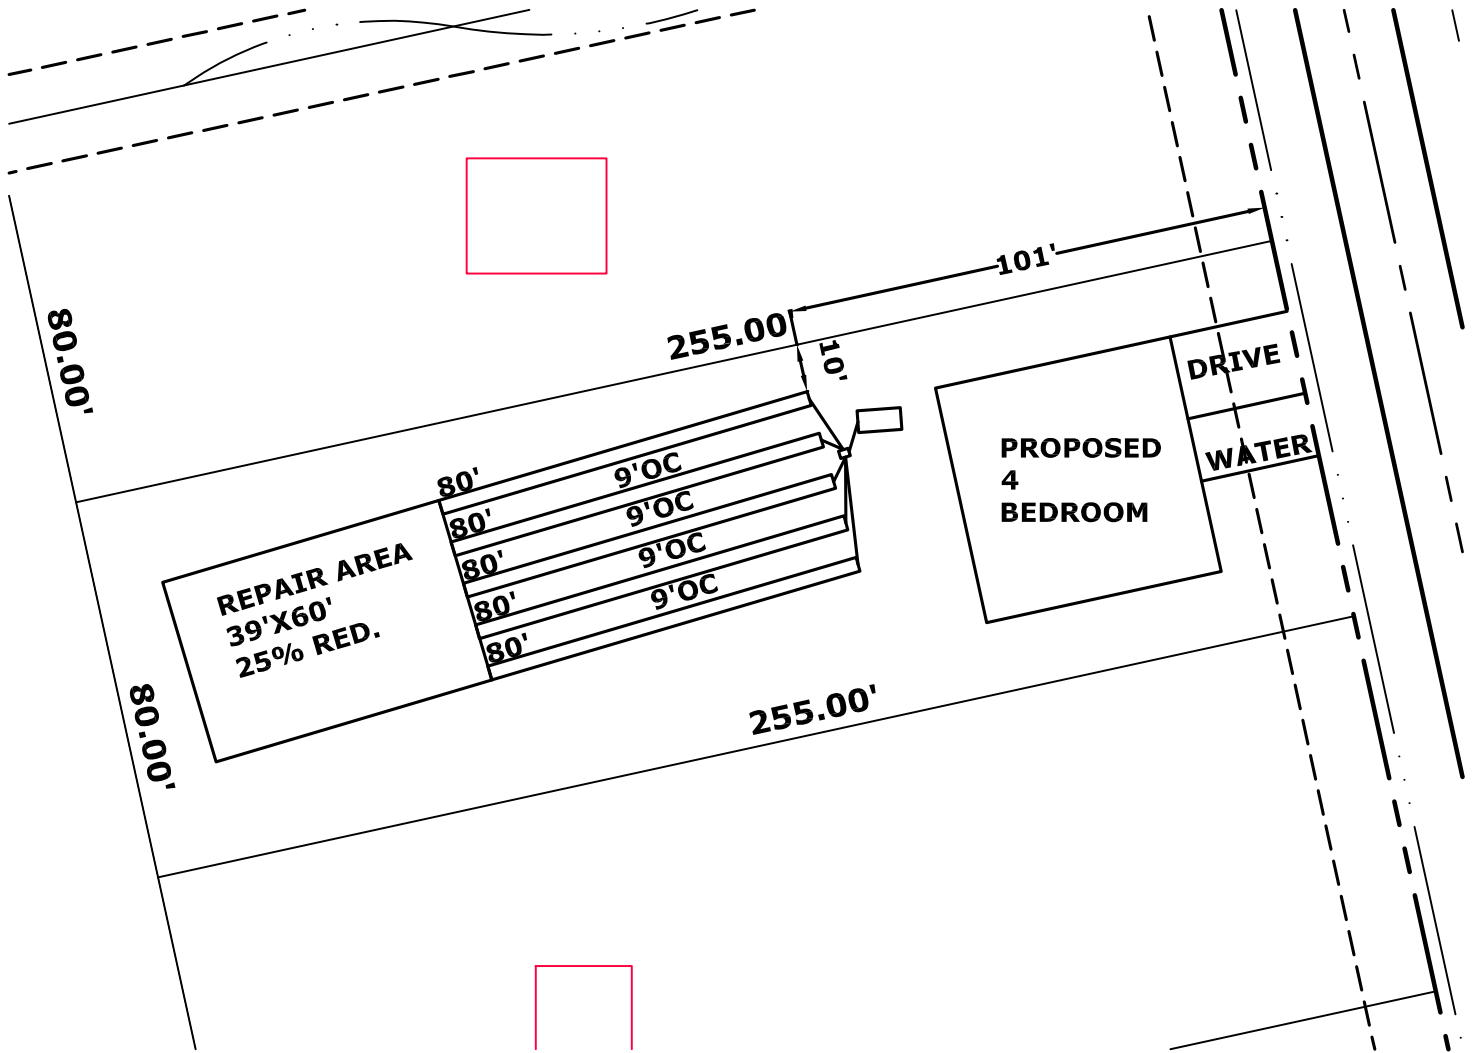 101'
255.00'
10'
80.00'
DRIVE
PROPOSED
4
BEDROOM
WATER
80'
9'OC
80'
9'OC
80'
9'OC
80'
9'OC
80'
REPAIR AREA
39'X60'
25% RED.
80.00'
255.00'